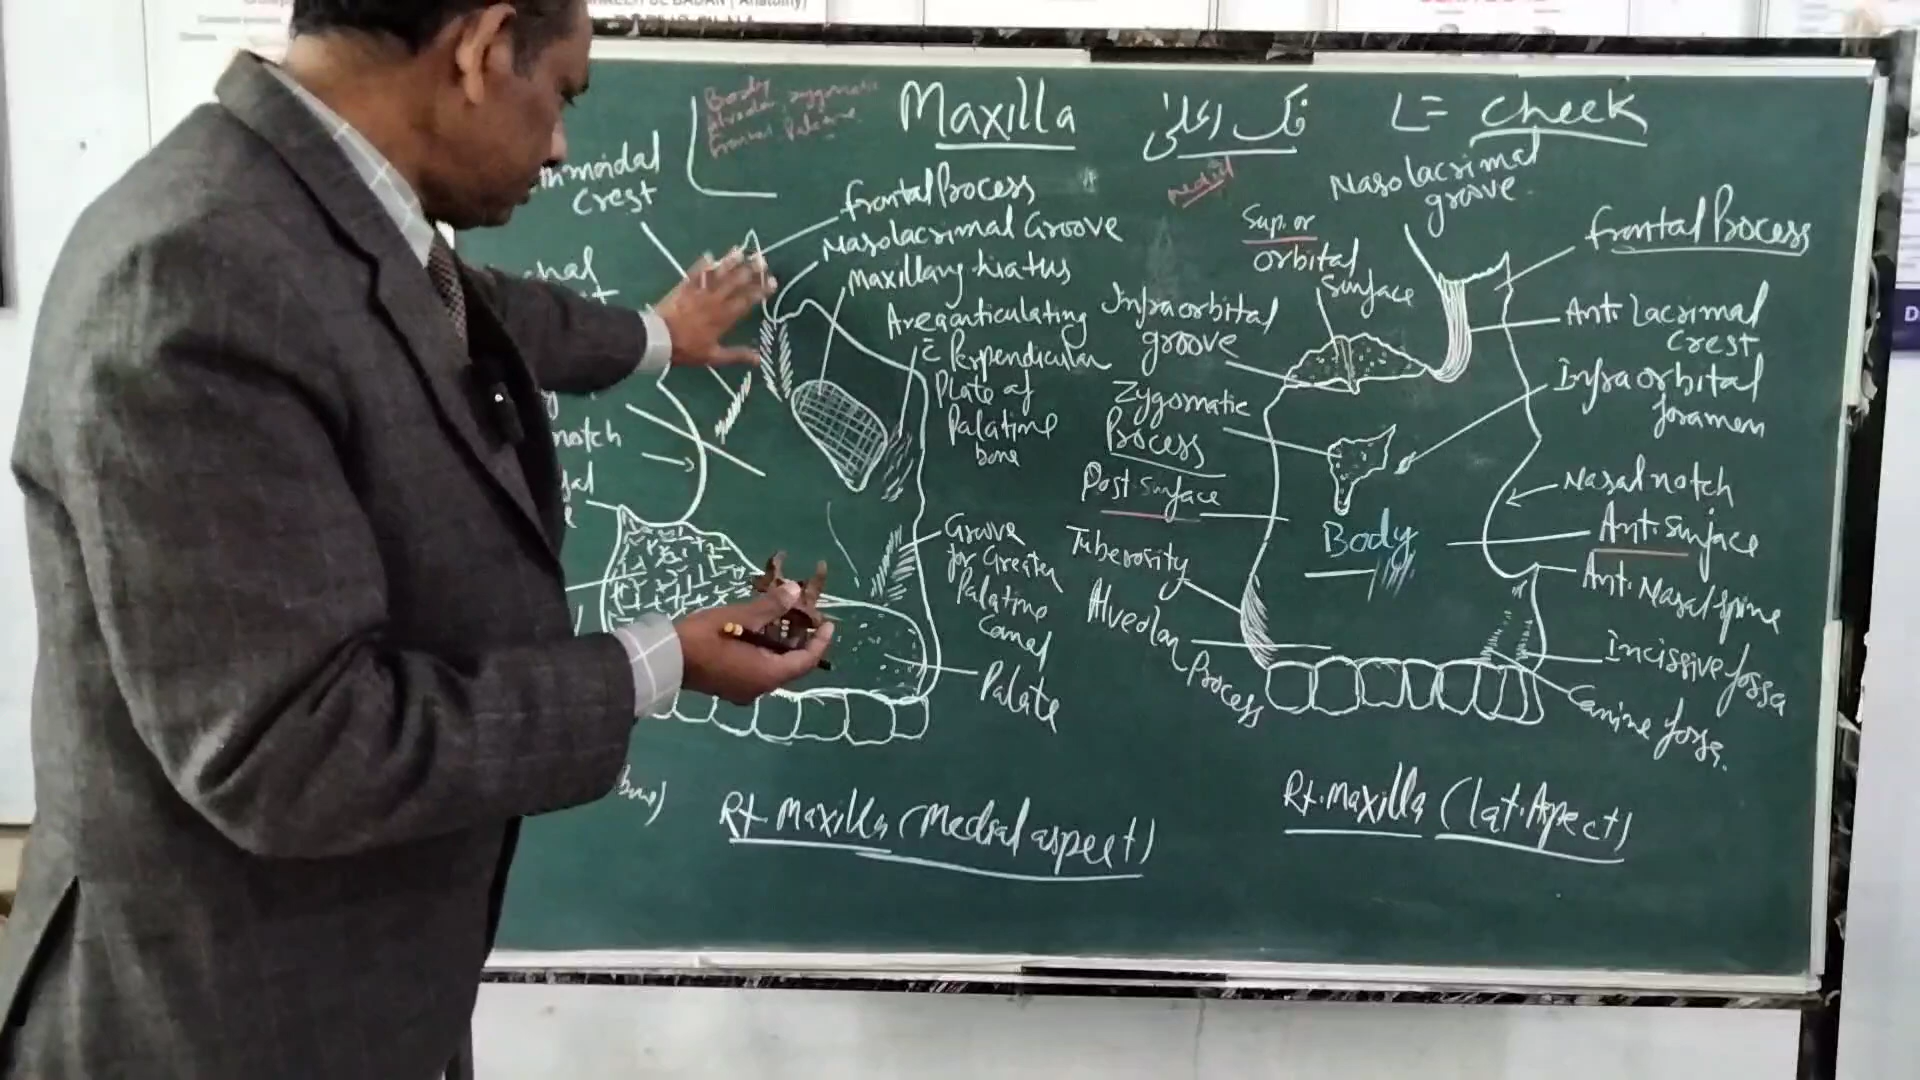 Body
Alveolar, zygomatic
frontal Palatine
Maxilla
فک اعلیٰ
L= cheek
Crest
frontal Process
Nasolacrimal Groove
Maxillary hiatus
Area articulating
c̄ Perpendicular
Plate of
Palatine
bone
notch
Groove
for Greater
Palatine
Canal
Palate
bone)
Rt. Maxilla (Medial aspect)
Nasolacrimal
groove
Sup. or
orbital
Surface
Infraorbital
groove
Zygomatic
Process
Post. Surface
Tuberosity
Alveolar
Process
Body
frontal Process
Ant. Lacrimal
Crest
Infraorbital
foramen
Nasal notch
Ant. Surface
Ant. Nasal Spine
Incissive fossa
Canine fossa.
Rt. Maxilla (Lat. Aspect)